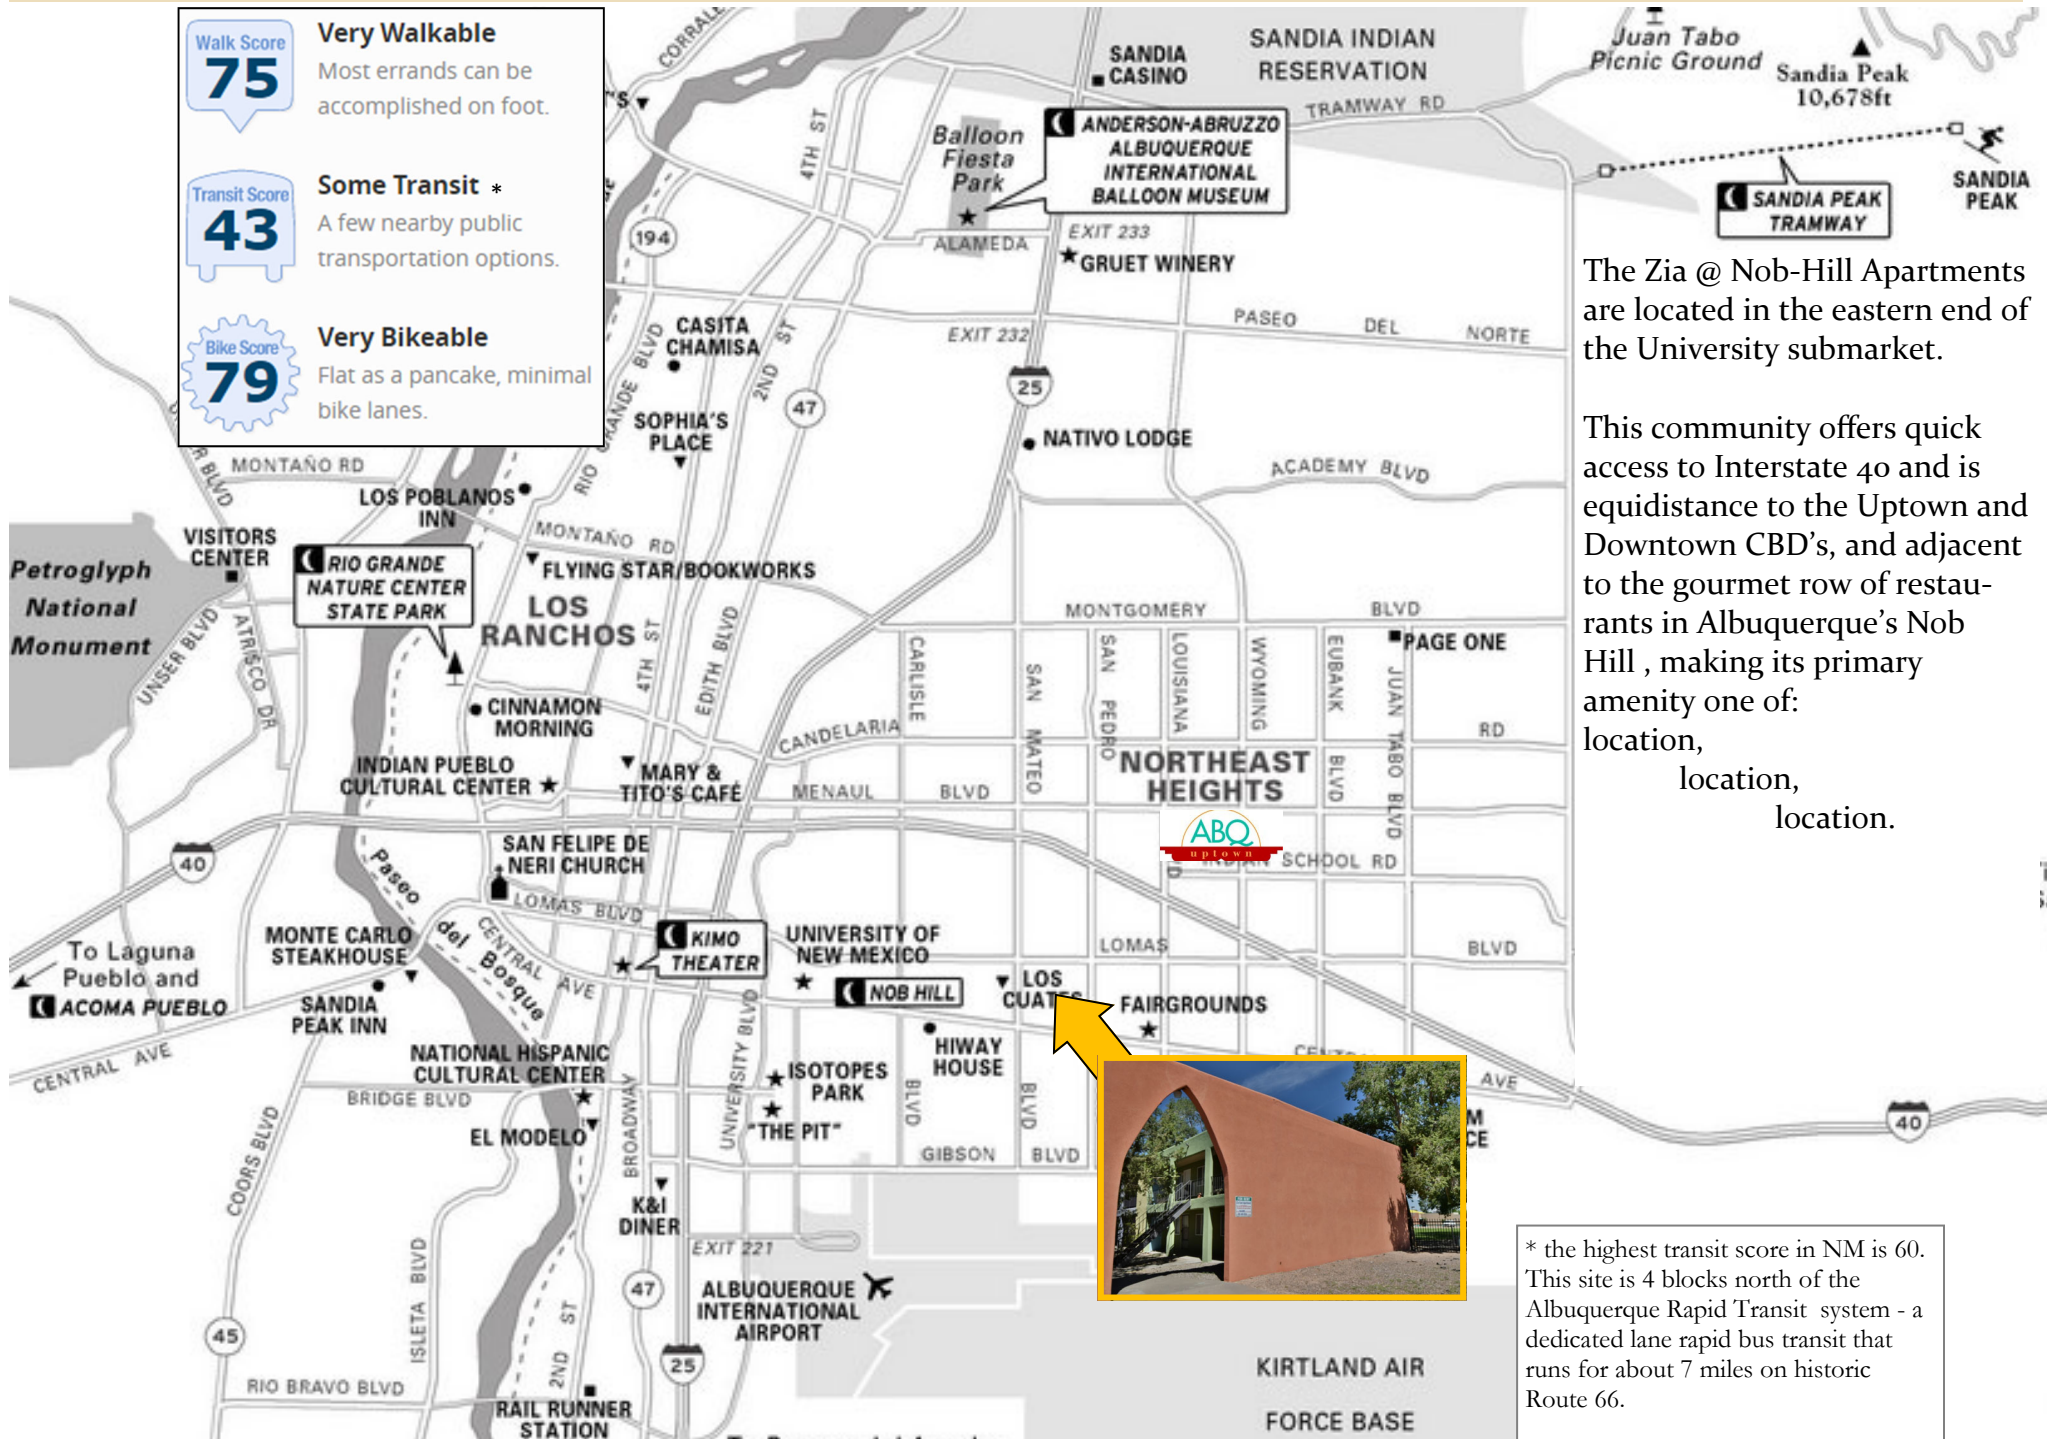 Walk Score
75
Very Walkable
Most errands can be
accomplished on foot.
Transit Score
43
Some Transit *
A few nearby public
transportation options.
Bike Score
79
Very Bikeable
Flat as a pancake, minimal
bike lanes.
SANDIA
CASINO
SANDIA INDIAN
RESERVATION
Juan Tabo
Picnic Ground
Sandia Peak
10,678ft
TRAMWAY RD
4TH ST
Balloon
Fiesta
Park
ANDERSON-ABRUZZO
ALBUQUERQUE
INTERNATIONAL
BALLOON MUSEUM
SANDIA PEAK
TRAMWAY
SANDIA
PEAK
194
ALAMEDA
EXIT 233
GRUET WINERY
The Zia @ Nob-Hill Apartments
are located in the eastern end of
the University submarket.
This community offers quick
access to Interstate 40 and is
equidistance to the Uptown and
Downtown CBD's, and adjacent
to the gourmet row of restau-
rants in Albuquerque's Nob
Hill , making its primary
amenity one of:
location,
location,
location.
CASITA
CHAMISA
2ND ST
EXIT 232
PASEO DEL NORTE
47
25
SOPHIA'S
PLACE
NATIVO LODGE
ACADEMY BLVD
MONTAÑO RD
LOS POBLANOS
INN
VISITORS
CENTER
Petroglyph
National
Monument
RIO GRANDE
NATURE CENTER
STATE PARK
MONTAÑO RD
FLYING STAR/BOOKWORKS
LOS
RANCHOS
RIO GRANDE BLVD
UNSER BLVD
ATRISCO DR
4TH ST
EDITH BLVD
MONTGOMERY BLVD
PAGE ONE
CARLISLE
SAN MATEO
SAN PEDRO
LOUISIANA
WYOMING
EUBANK BLVD
JUAN TABO BLVD
CINNAMON
MORNING
CANDELARIA
RD
INDIAN PUEBLO
CULTURAL CENTER
MARY &
TITO'S CAFÉ
MENAUL BLVD
NORTHEAST
HEIGHTS
ABQ
uptown
INDIAN SCHOOL RD
40
SAN FELIPE DE
NERI CHURCH
Paseo del Bosque
LOMAS BLVD
CENTRAL AVE
MONTE CARLO
STEAKHOUSE
To Laguna
Pueblo and
ACOMA PUEBLO
SANDIA
PEAK INN
CENTRAL AVE
KIMO
THEATER
UNIVERSITY OF
NEW MEXICO
NOB HILL
LOS
CUATES
LOMAS BLVD
FAIRGROUNDS
HIWAY
HOUSE
AVE
NATIONAL HISPANIC
CULTURAL CENTER
BRIDGE BLVD
ISOTOPES
PARK
"THE PIT"
UNIVERSITY BLVD
BROADWAY
BLVD
BLVD
EL MODELO
GIBSON BLVD
40
COORS BLVD
K&I
DINER
EXIT 221
47
ALBUQUERQUE
INTERNATIONAL
AIRPORT
ISLETA BLVD
2ND ST
45
25
RIO BRAVO BLVD
RAIL RUNNER
STATION
KIRTLAND AIR
FORCE BASE
* the highest transit score in NM is 60.
This site is 4 blocks north of the
Albuquerque Rapid Transit system - a
dedicated lane rapid bus transit that
runs for about 7 miles on historic
Route 66.